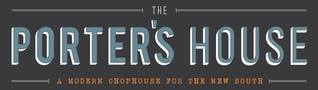 THE
PORTER'S HOUSE
A MODERN CHOPHOUSE FOR THE NEW SOUTH